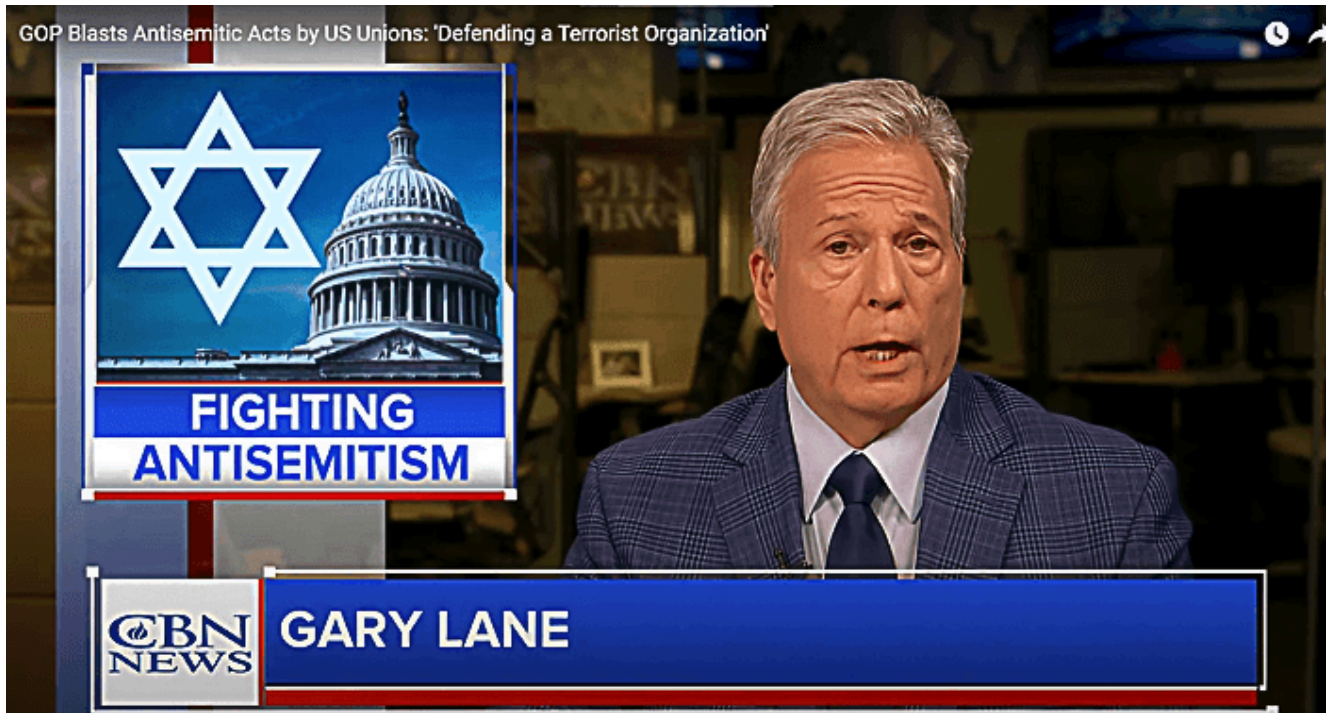 GOP Blasts Antisemitic Acts by US Unions: 'Defending a Terrorist Organization'
FIGHTING
ANTISEMITISM
CBN
NEWS
GARY LANE